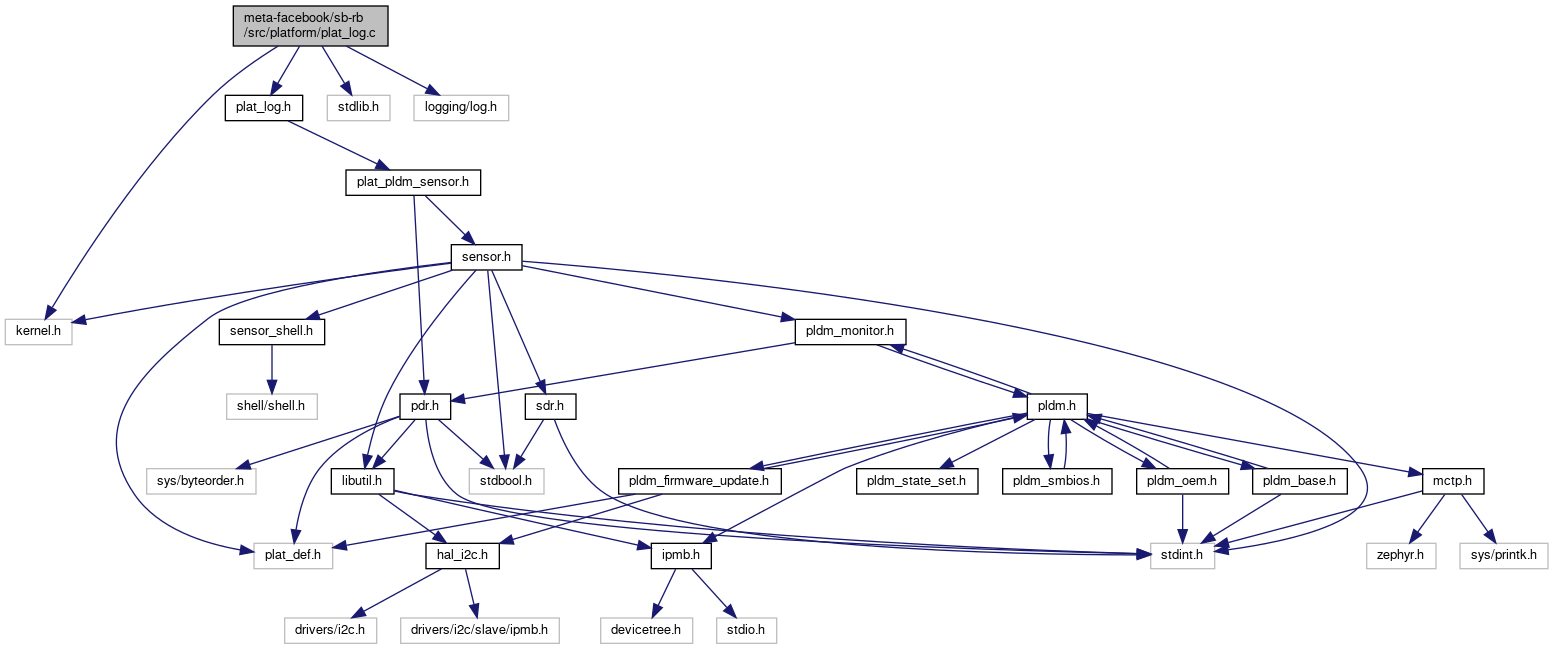 meta-facebook/sb-rb
/src/platform/plat_log.c
plat_log.h
stdlib.h
logging/log.h
plat_pldm_sensor.h
sensor.h
kernel.h
sensor_shell.h
pldm_monitor.h
shell/shell.h
pdr.h
sdr.h
pldm.h
sys/byteorder.h
libutil.h
stdbool.h
pldm_firmware_update.h
pldm_state_set.h
pldm_smbios.h
pldm_oem.h
pldm_base.h
mctp.h
plat_def.h
hal_i2c.h
ipmb.h
stdint.h
zephyr.h
sys/printk.h
drivers/i2c.h
drivers/i2c/slave/ipmb.h
devicetree.h
stdio.h